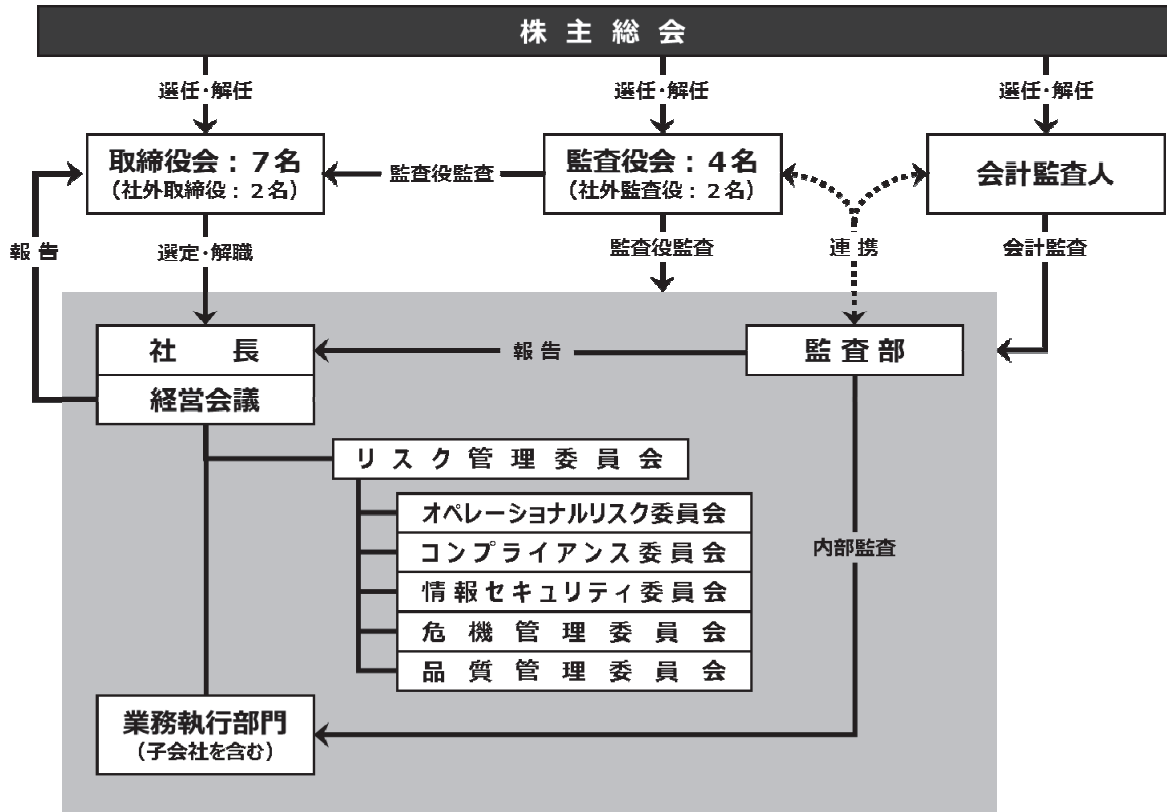 株主総会
選任・解任
選任・解任
選任・解任
取締役会：７名
（社外取締役：２名）
監査役監査
監査役会：４名
（社外監査役：２名）
会計監査人
報告
選定・解職
監査役監査
連携
会計監査
社長
報告
監査部
経営会議
リスク管理委員会
オペレーショナルリスク委員会
コンプライアンス委員会
内部監査
情報セキュリティ委員会
危機管理委員会
品質管理委員会
業務執行部門
（子会社を含む）